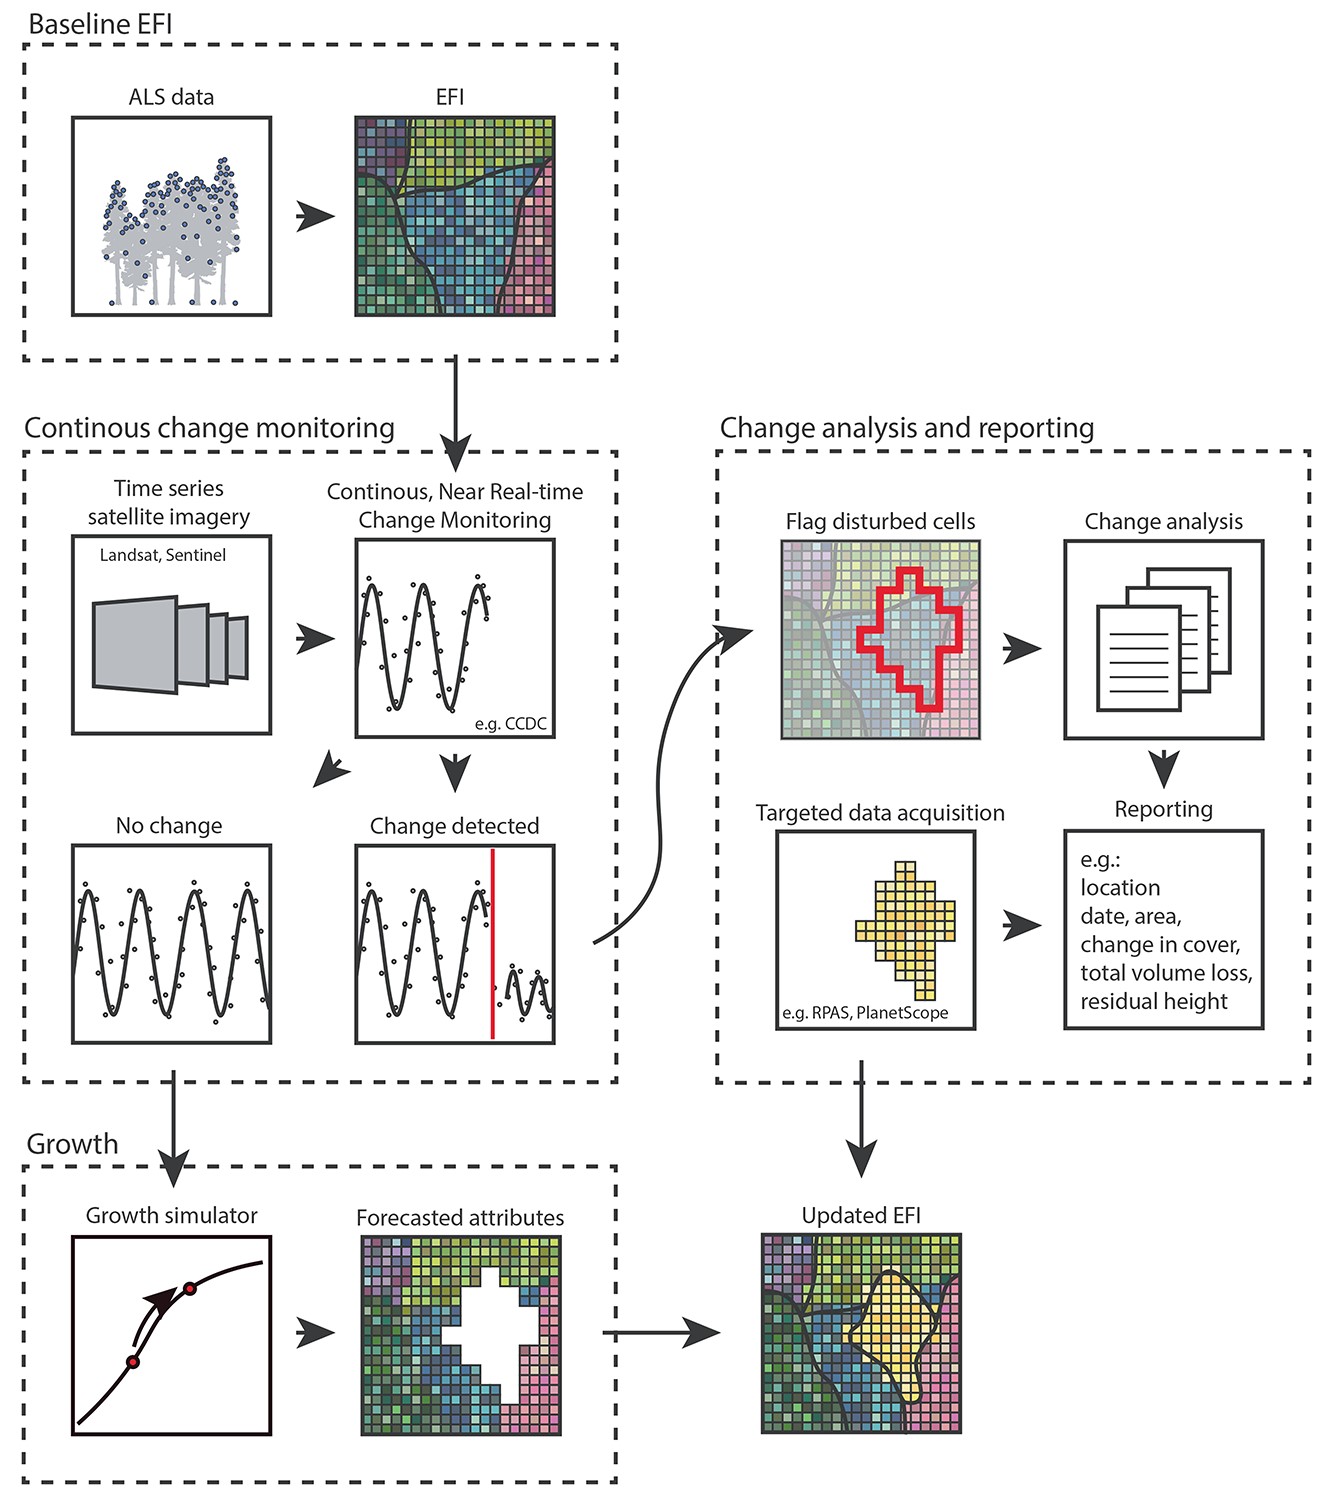 Baseline EFI
ALS data
EFI
Continous change monitoring
Time series
satellite imagery
Landsat, Sentinel
Continous, Near Real-time
Change Monitoring
e.g. CCDC
No change
Change detected
Change analysis and reporting
Flag disturbed cells
Change analysis
Targeted data acquisition
e.g. RPAS, PlanetScope
Reporting
e.g.:
location
date, area,
change in cover,
total volume loss,
residual height
Growth
Growth simulator
Forecasted attributes
Updated EFI